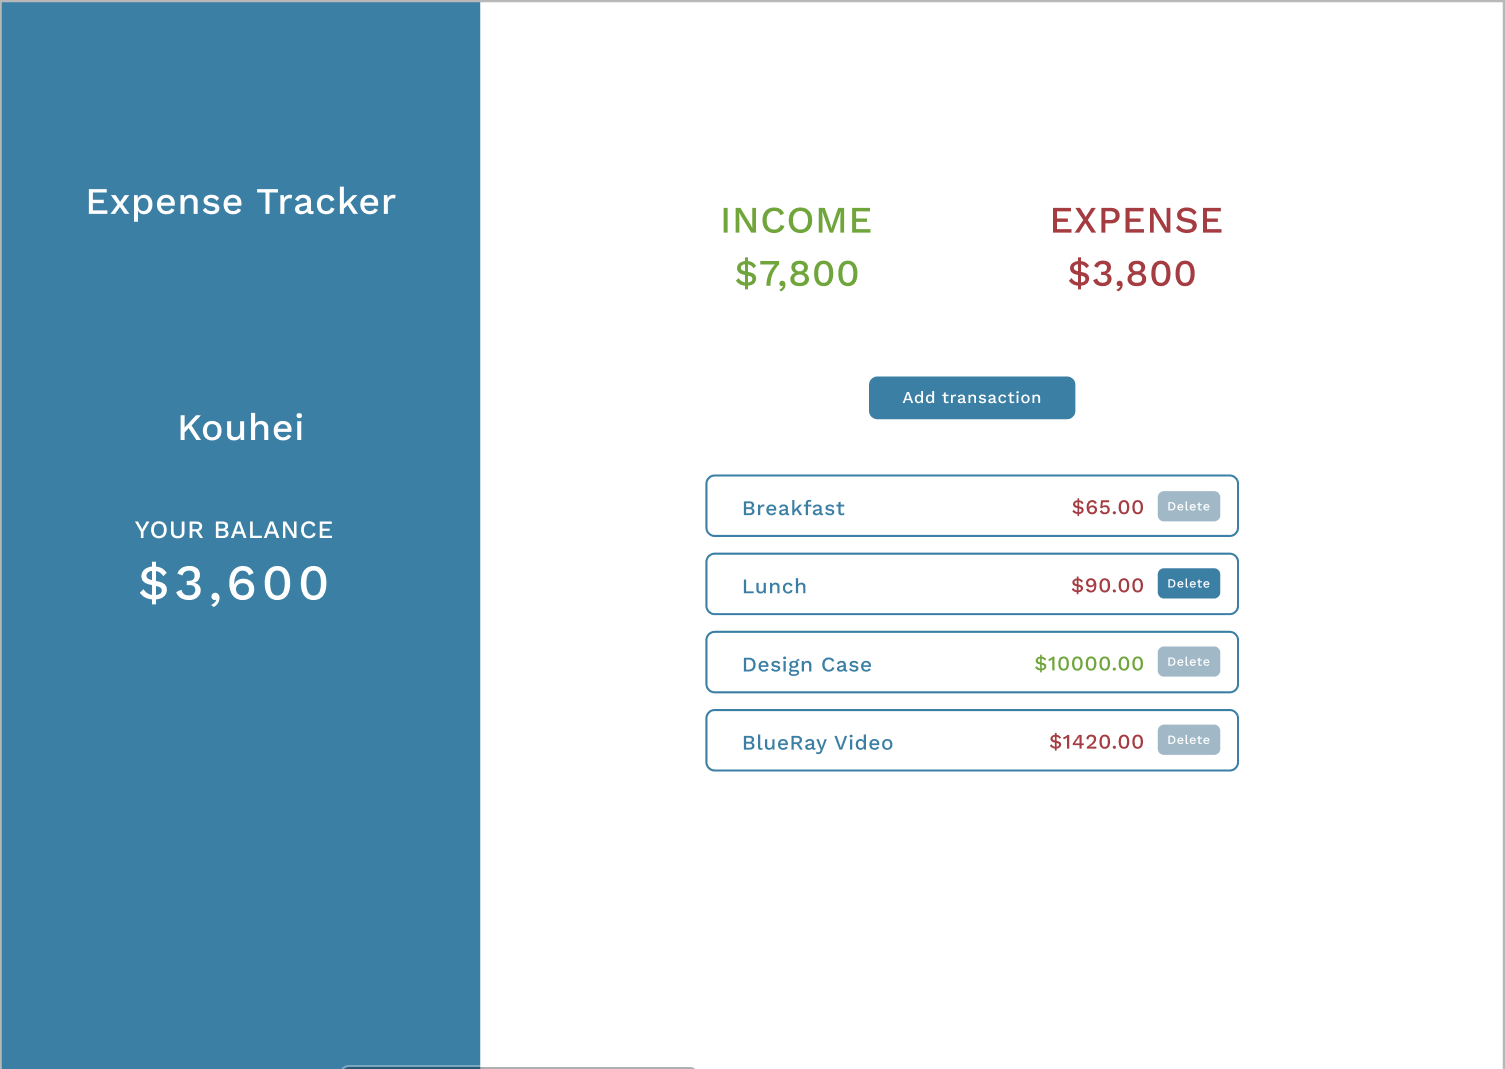 Expense Tracker
Kouhei
YOUR BALANCE
$3,600
INCOME
$7,800
EXPENSE
$3,800
Add transaction
Breakfast $65.00 Delete
Lunch $90.00 Delete
Design Case $10000.00 Delete
BlueRay Video $1420.00 Delete